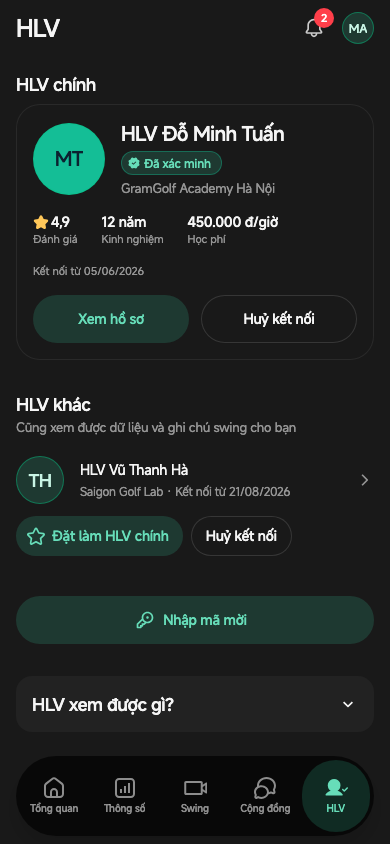 HLV
2
MA
HLV chính
MT
HLV Đỗ Minh Tuấn
Đã xác minh
GramGolf Academy Hà Nội
4,9
12 năm
450.000 đ/giờ
Đánh giá
Kinh nghiệm
Học phí
Kết nối từ 05/06/2026
Xem hồ sơ
Huỷ kết nối
HLV khác
Cũng xem được dữ liệu và ghi chú swing cho bạn
TH
HLV Vũ Thanh Hà
Saigon Golf Lab · Kết nối từ 21/08/2026
Đặt làm HLV chính
Huỷ kết nối
Nhập mã mời
HLV xem được gì?
Tổng quan
Thông số
Swing
Cộng đồng
HLV